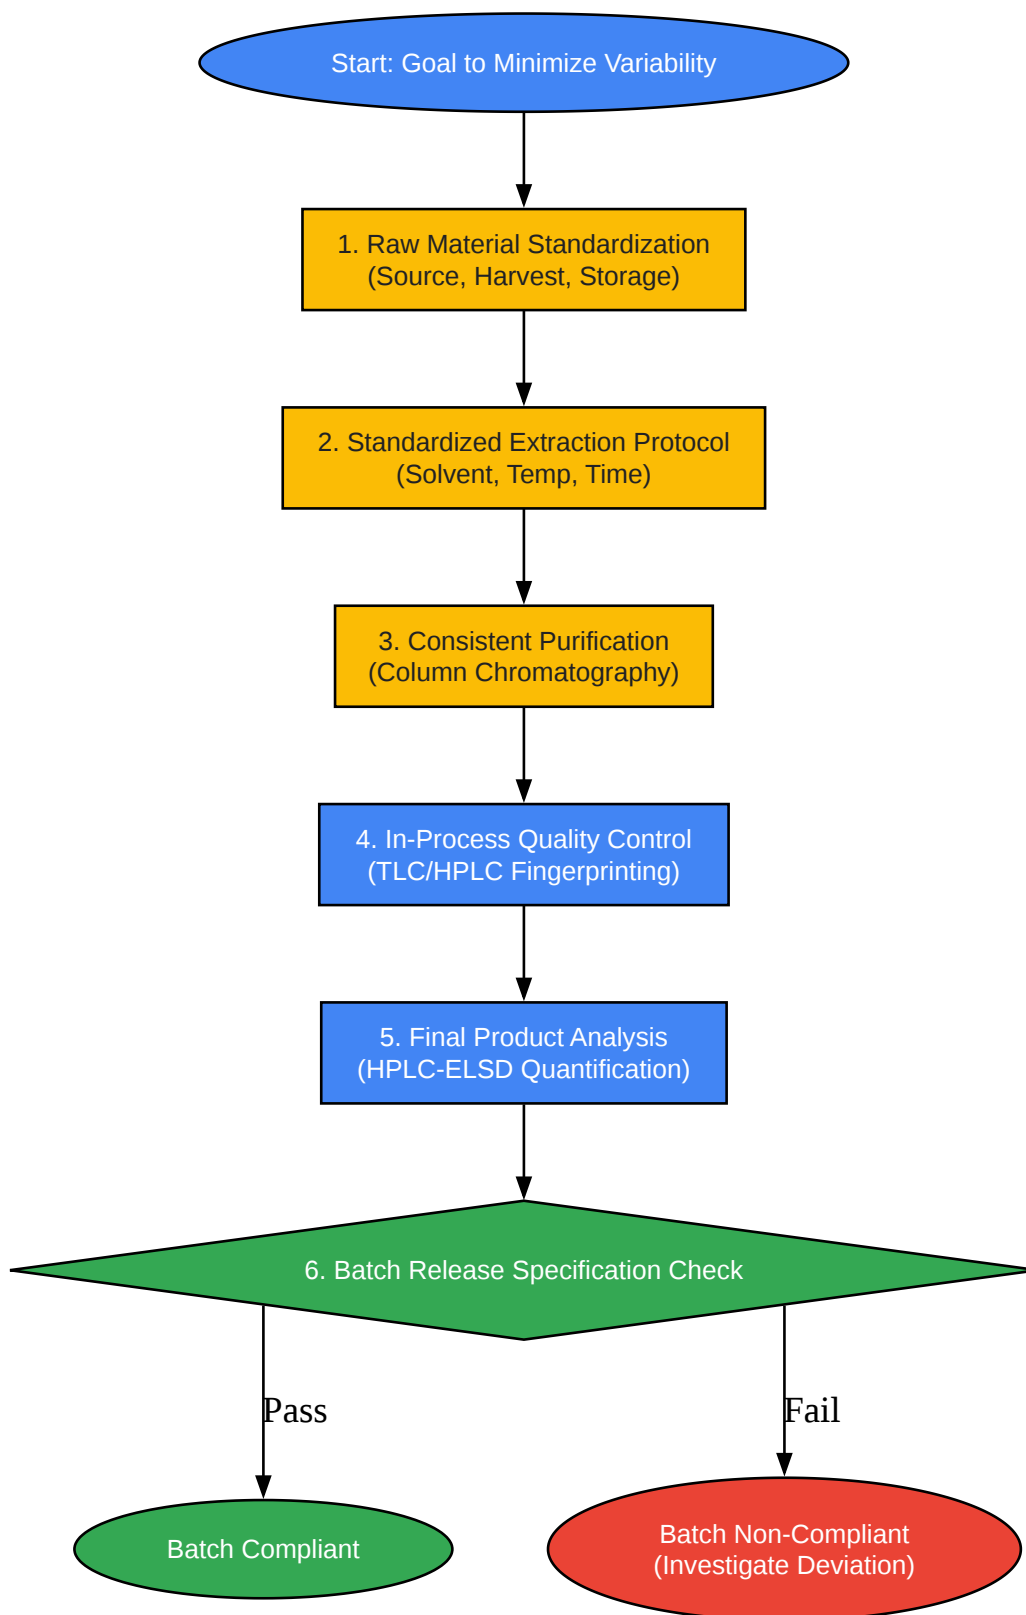 Start: Goal to Minimize Variability
1. Raw Material Standardization
(Source, Harvest, Storage)
2. Standardized Extraction Protocol
(Solvent, Temp, Time)
3. Consistent Purification
(Column Chromatography)
4. In-Process Quality Control
(TLC/HPLC Fingerprinting)
5. Final Product Analysis
(HPLC-ELSD Quantification)
6. Batch Release Specification Check
Pass
Fail
Batch Compliant
Batch Non-Compliant
(Investigate Deviation)